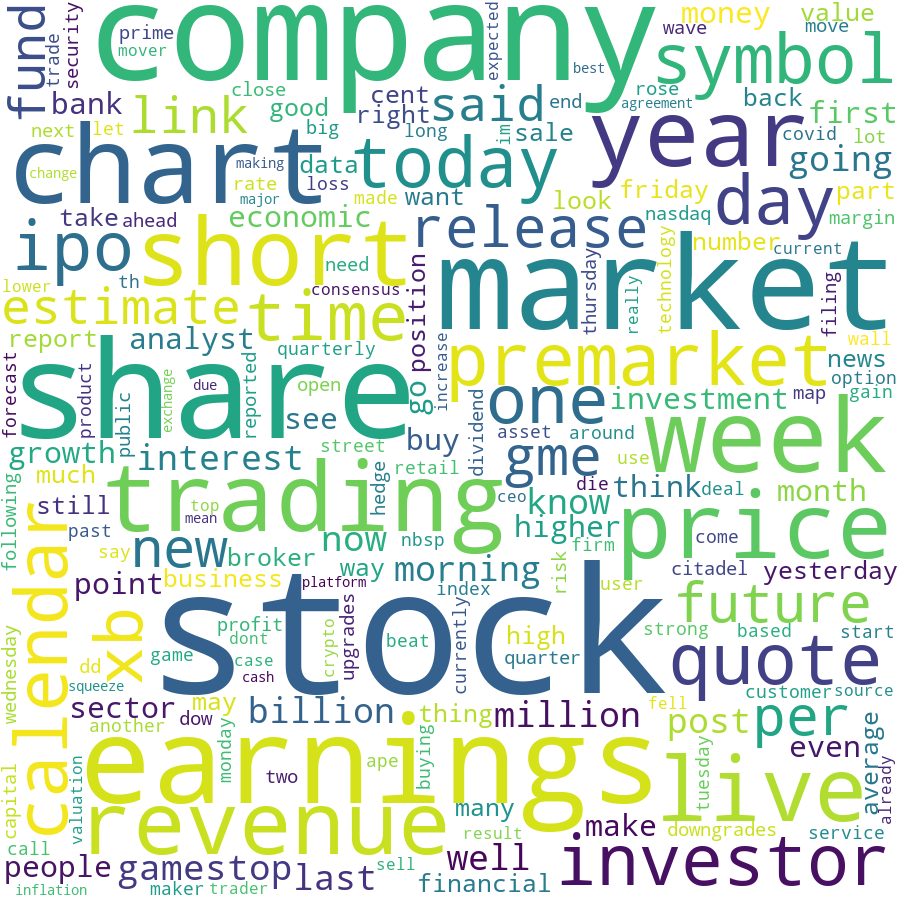 fund
trade
security
prime
mover
company
expected
best
money
wave
value
move
symbol
bank
link
close
good
cent
right
said
end
rose
agreement
back
first
next
let
big
long
im
sale
year
covid
lot
chart
change
making
major
data
rate
loss
made
today
want
look
friday
nasdaq
day
going
part
margin
take
ahead
economic
ipo
short
need
th
consensus
release
position
number
technology
current
lower
estimate
time
market
thursday
really
filing
report
analyst
quarterly
go
increase
premarket
wall
news
option
forecast
product
public
exchange
due
reported
open
see
share
street
one
investment
map
gain
buy
dividend
asset
around
week
growth
interest
retail
gme
use
much
hedge
following
still
top
mean
trading
ceo
die
think
deal
month
past
know
price
say
calendar
new
now
nbsp
higher
firm
come
broker
way
morning
risk
citadel
yesterday
point
business
platform
index
user
xb
stock
future
wednesday
profit
dont
crypto
upgrades
beat
currently
high
strong
based
start
game
case
quarter
quote
dd
squeeze
cash
customer
source
sector
dow
may
billion
thing
million
fell
post
per
another
monday
earnings
live
tuesday
even
average
already
two
ape
buying
capital
valuation
revenue
many
make
downgrades
service
call
result
people
gamestop
last
sell
well
investor
inflation
maker
trader
financial